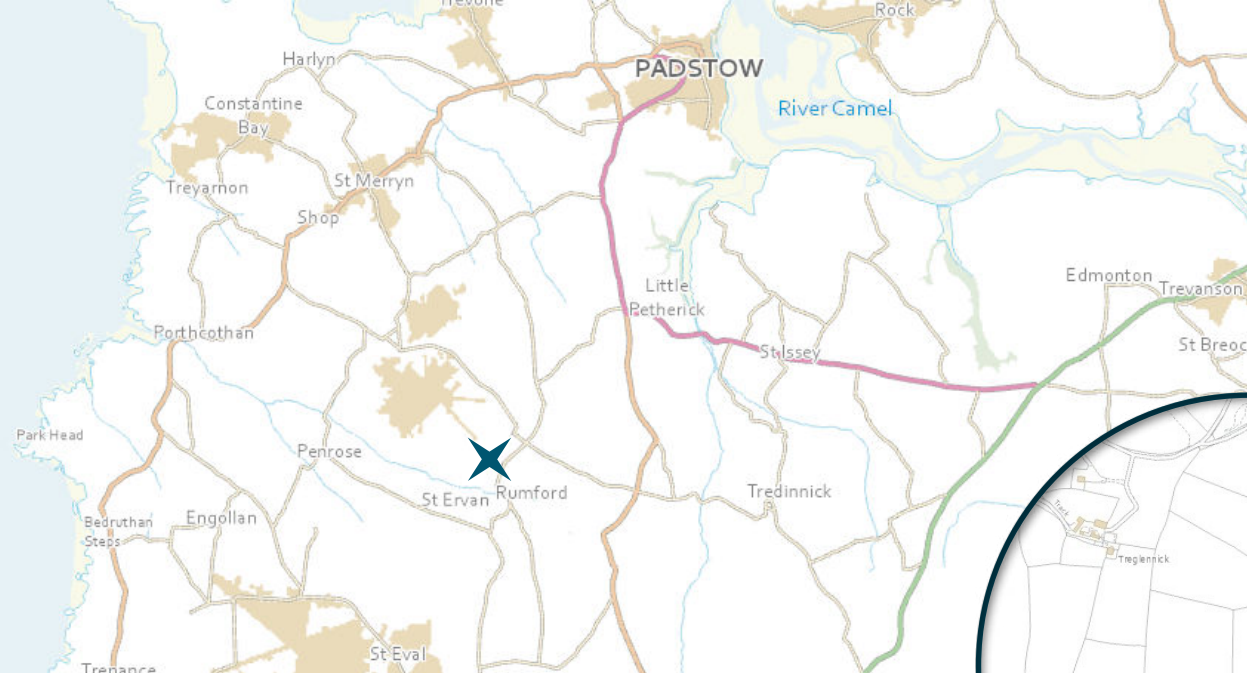 Trevone
Rock
PADSTOW
Harlyn
Constantine
Bay
River Camel
Treyarnon
St Merryn
Shop
Little
Petherick
Edmonton
Trevanson
Porthcothan
St Issey
St Breoc
Park Head
Penrose
St Ervan
Rumford
Tredinnick
Bedruthan
Steps
Engollan
Track
Treglennick
St Eval
Trenance